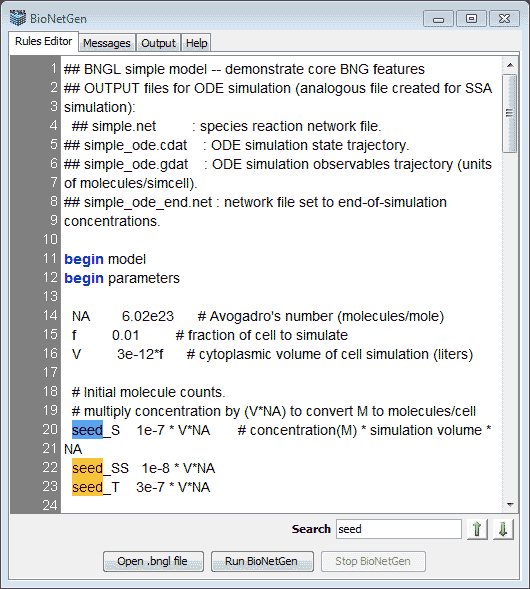 BioNetGen
Rules Editor Messages Output Help
1 ## BNGL simple model -- demonstrate core BNG features
2 ## OUTPUT files for ODE simulation (analogous file created for SSA
3 simulation):
4 ## simple.net : species reaction network file.
5 ## simple_ode.cdat : ODE simulation state trajectory.
6 ## simple_ode.gdat : ODE simulation observables trajectory (units
7 of molecules/simcell).
8 ## simple_ode_end.net : network file set to end-of-simulation
9 concentrations.
10
11 begin model
12 begin parameters
13
14 NA 6.02e23 # Avogadro's number (molecules/mole)
15 f 0.01 # fraction of cell to simulate
16 V 3e-12*f # cytoplasmic volume of cell simulation (liters)
17
18 # Initial molecule counts.
19 # multiply concentration by (V*NA) to convert M to molecules/cell
20 seed_S 1e-7 * V*NA # concentration(M) * simulation volume *
21 NA
22 seed_SS 1e-8 * V*NA
23 seed_T 3e-7 * V*NA
24
Search seed
Open .bngl file Run BioNetGen Stop BioNetGen